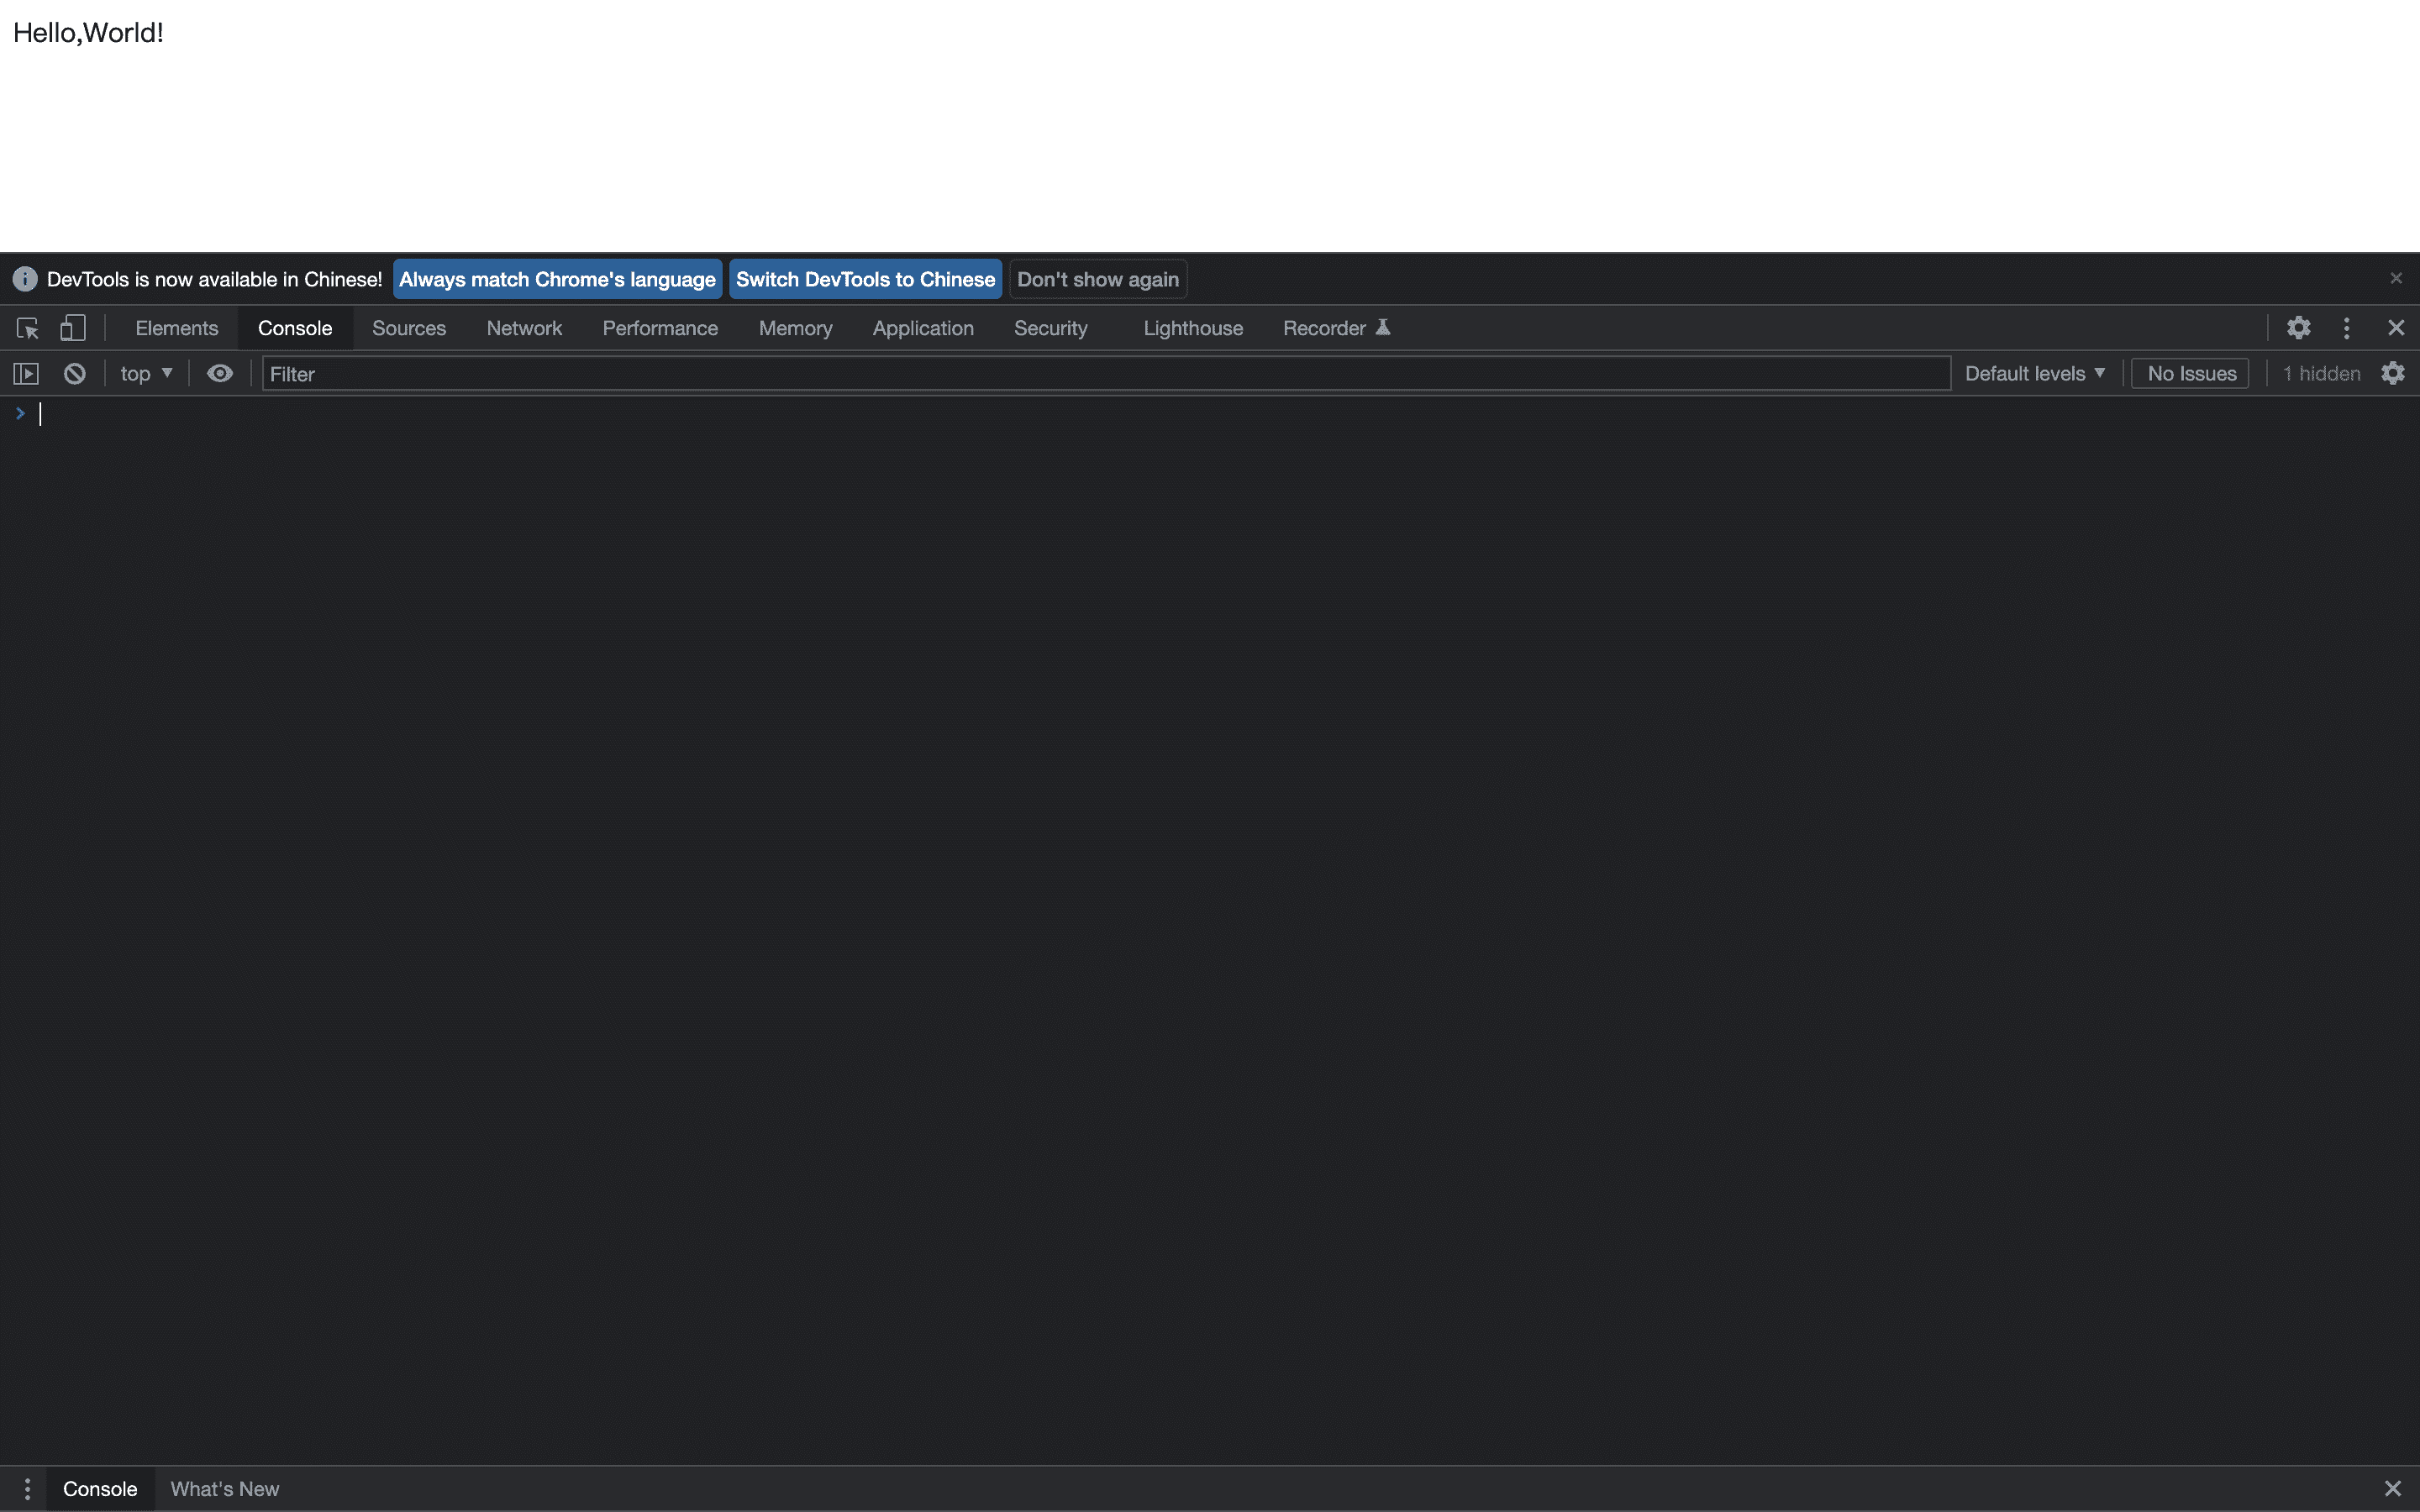 Hello,World!
DevTools is now available in Chinese! Always match Chrome's language Switch DevTools to Chinese Don't show again
Elements Console Sources Network Performance Memory Application Security Lighthouse Recorder
top Filter Default levels No Issues 1 hidden
Console What's New